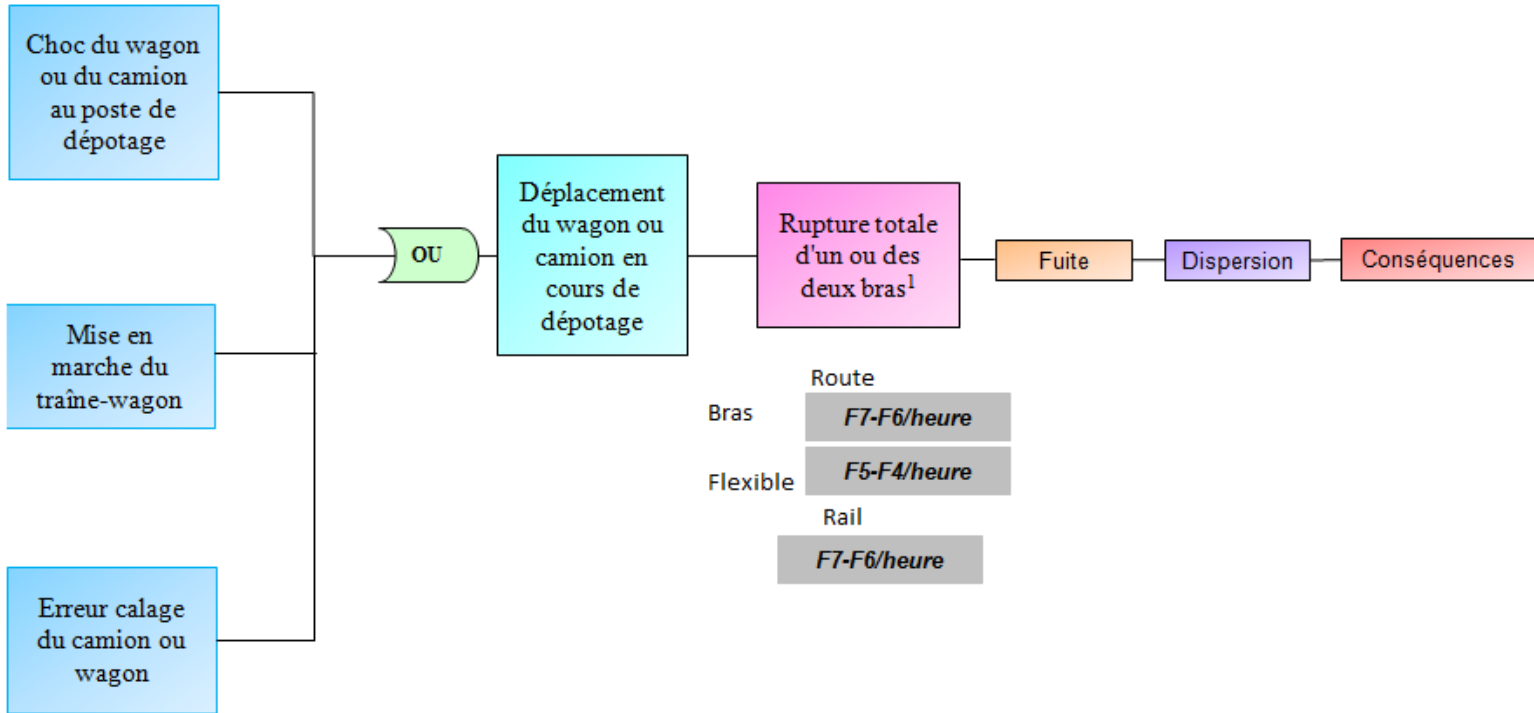 Choc du wagon
ou du camion
au poste de
dépotage
Mise en
marche du
traîne-wagon
Erreur calage
du camion ou
wagon
OU
Déplacement
du wagon ou
camion en
cours de
dépotage
Rupture totale
d'un ou des
deux bras¹
Fuite
Dispersion
Conséquences
Route
Bras
F7-F6/heure
Flexible
F5-F4/heure
Rail
F7-F6/heure